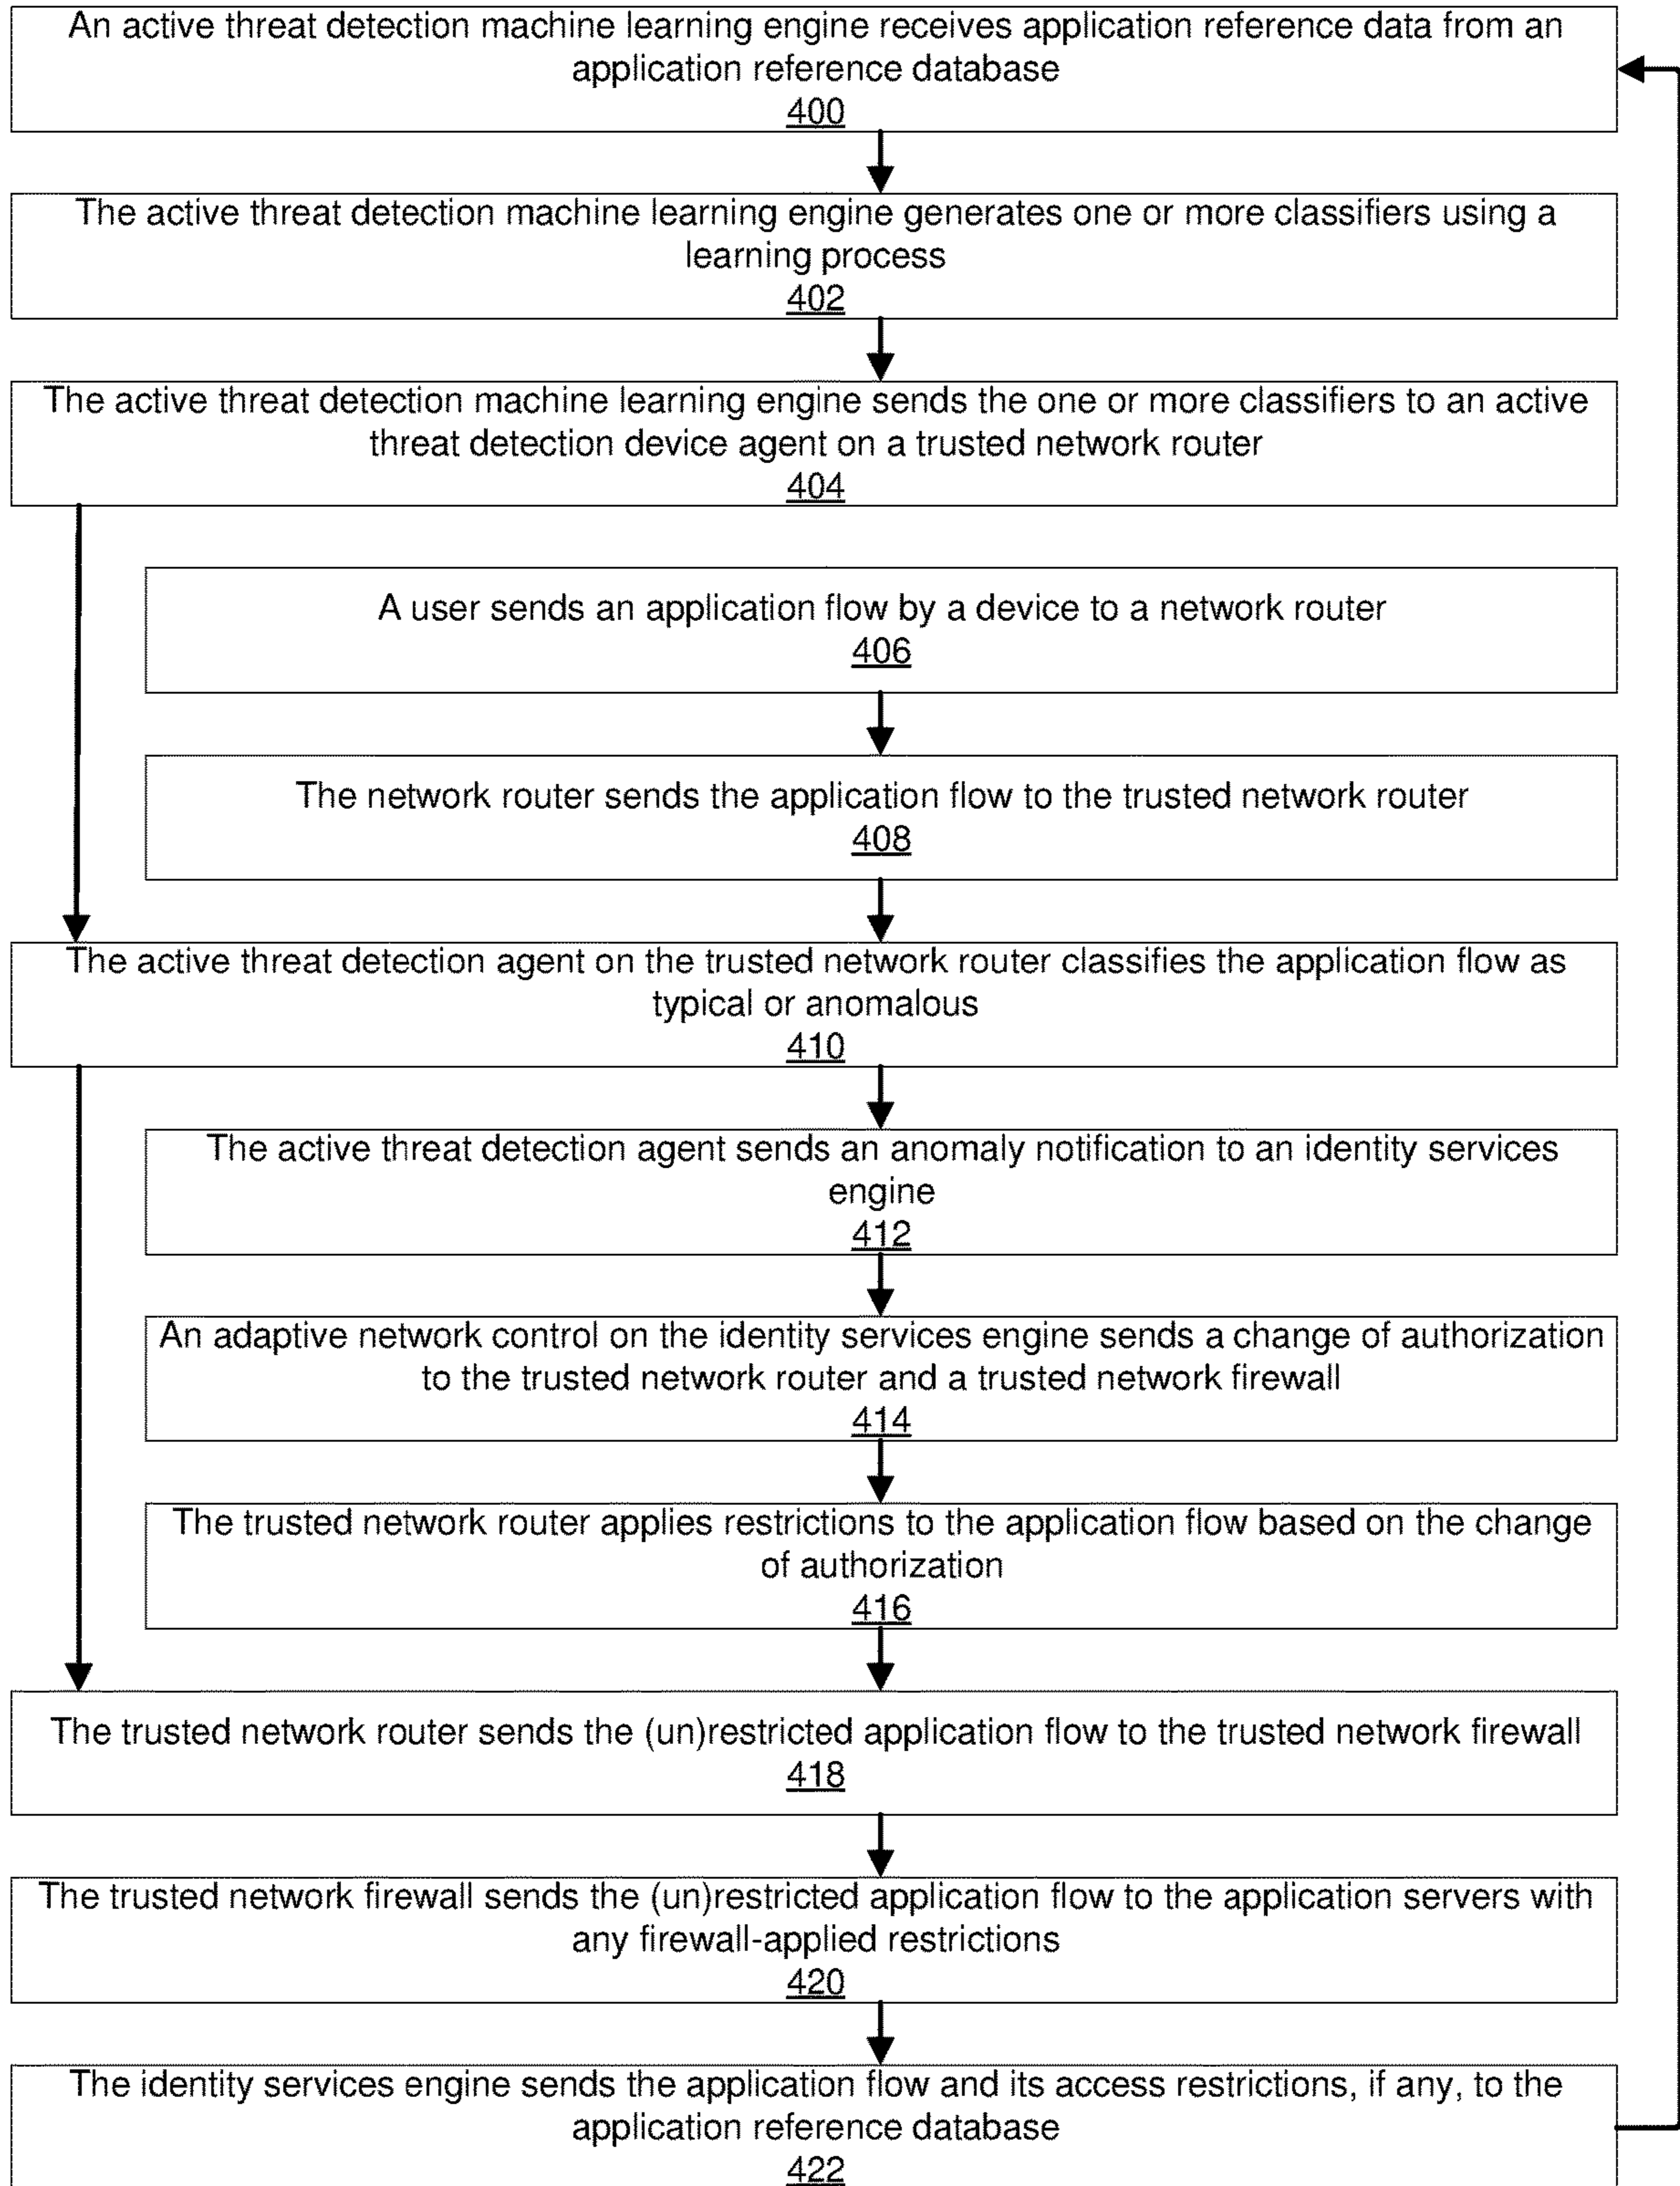 An active threat detection machine learning engine receives application reference data from an
application reference database
400
The active threat detection machine learning engine generates one or more classifiers using a
learning process
402
The active threat detection machine learning engine sends the one or more classifiers to an active
threat detection device agent on a trusted network router
404
A user sends an application flow by a device to a network router
406
The network router sends the application flow to the trusted network router
408
The active threat detection agent on the trusted network router classifies the application flow as
typical or anomalous
410
The active threat detection agent sends an anomaly notification to an identity services
engine
412
An adaptive network control on the identity services engine sends a change of authorization
to the trusted network router and a trusted network firewall
414
The trusted network router applies restrictions to the application flow based on the change
of authorization
416
The trusted network router sends the (un)restricted application flow to the trusted network firewall
418
The trusted network firewall sends the (un)restricted application flow to the application servers with
any firewall-applied restrictions
420
The identity services engine sends the application flow and its access restrictions, if any, to the
application reference database
422